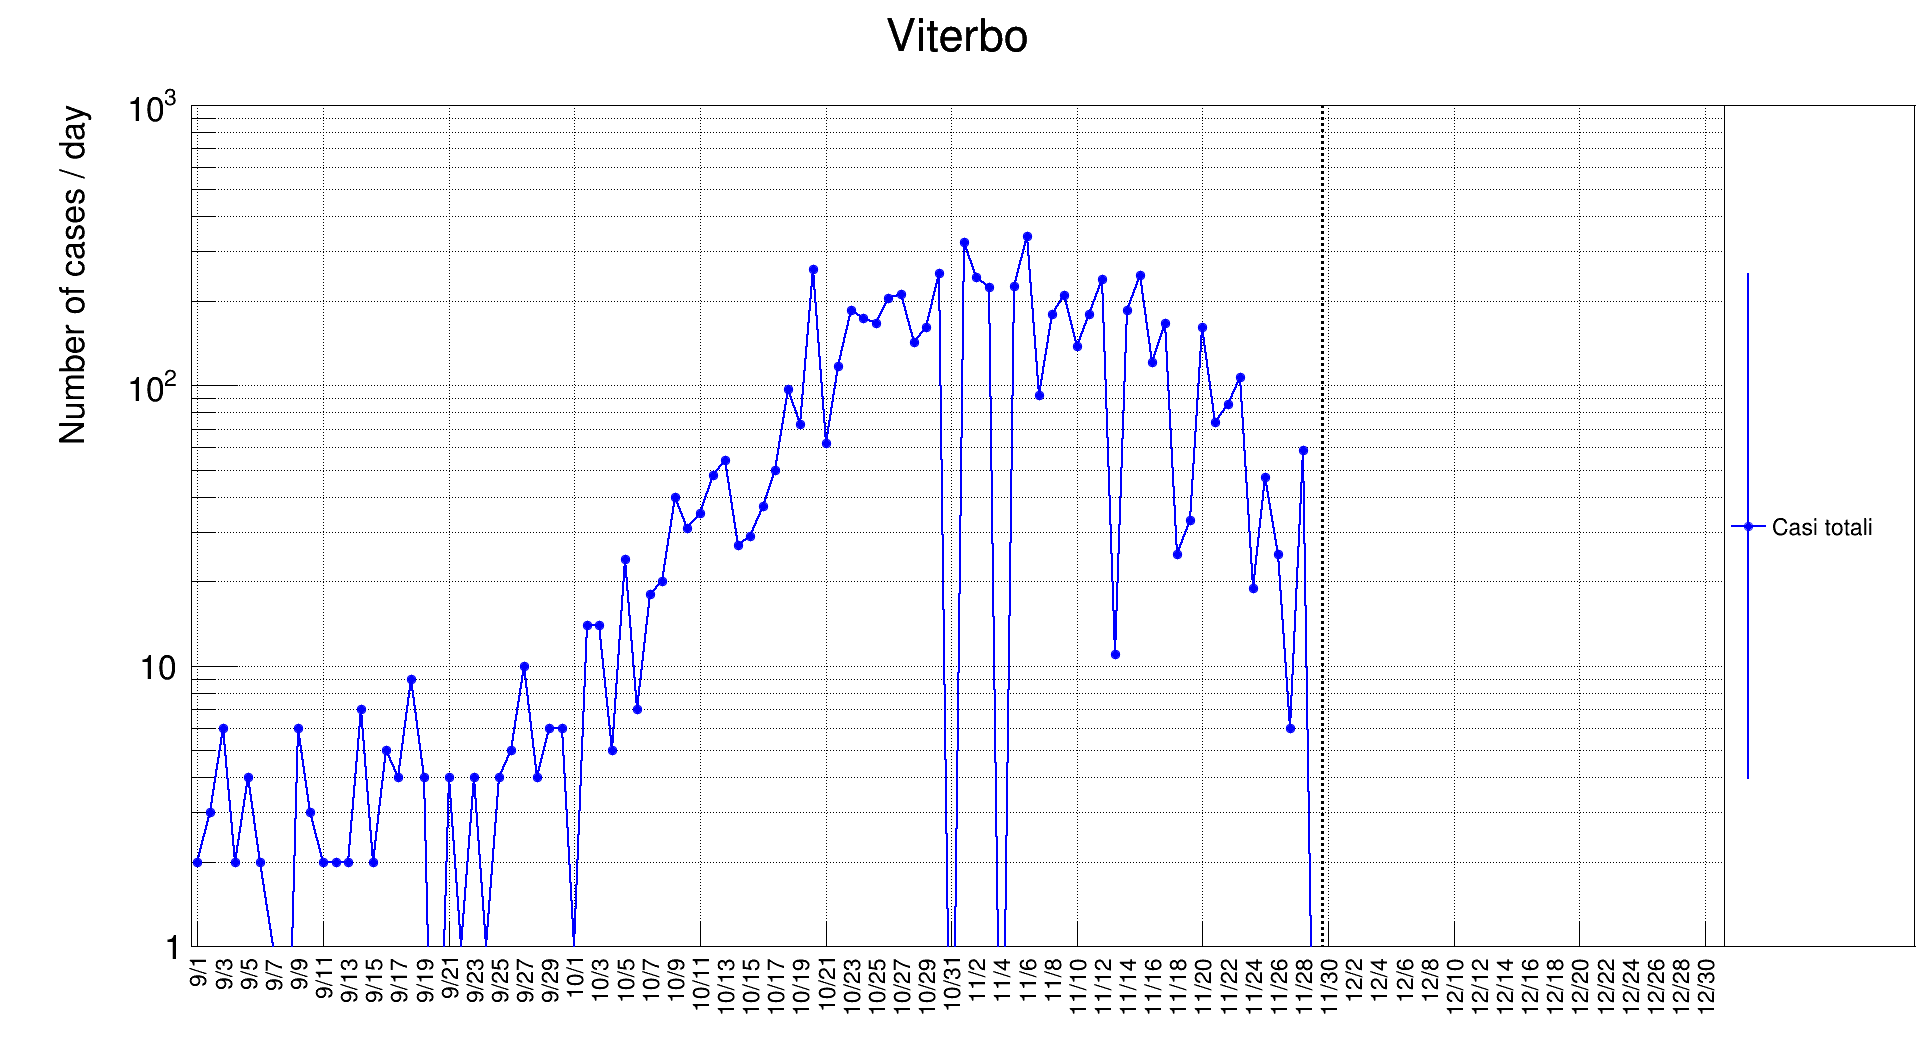 Viterbo
Number of cases / day
10³
10²
10
1
9/1 9/3 9/5 9/7 9/9 9/11 9/13 9/15 9/17 9/19 9/21 9/23 9/25 9/27 9/29 10/1 10/3 10/5 10/7 10/9 10/11 10/13 10/15 10/17 10/19 10/21 10/23 10/25 10/27 10/29 10/31 11/2 11/4 11/6 11/8 11/10 11/12 11/14 11/16 11/18 11/20 11/22 11/24 11/26 11/28 11/30 12/2 12/4 12/6 12/8 12/10 12/12 12/14 12/16 12/18 12/20 12/22 12/24 12/26 12/28 12/30
Casi totali